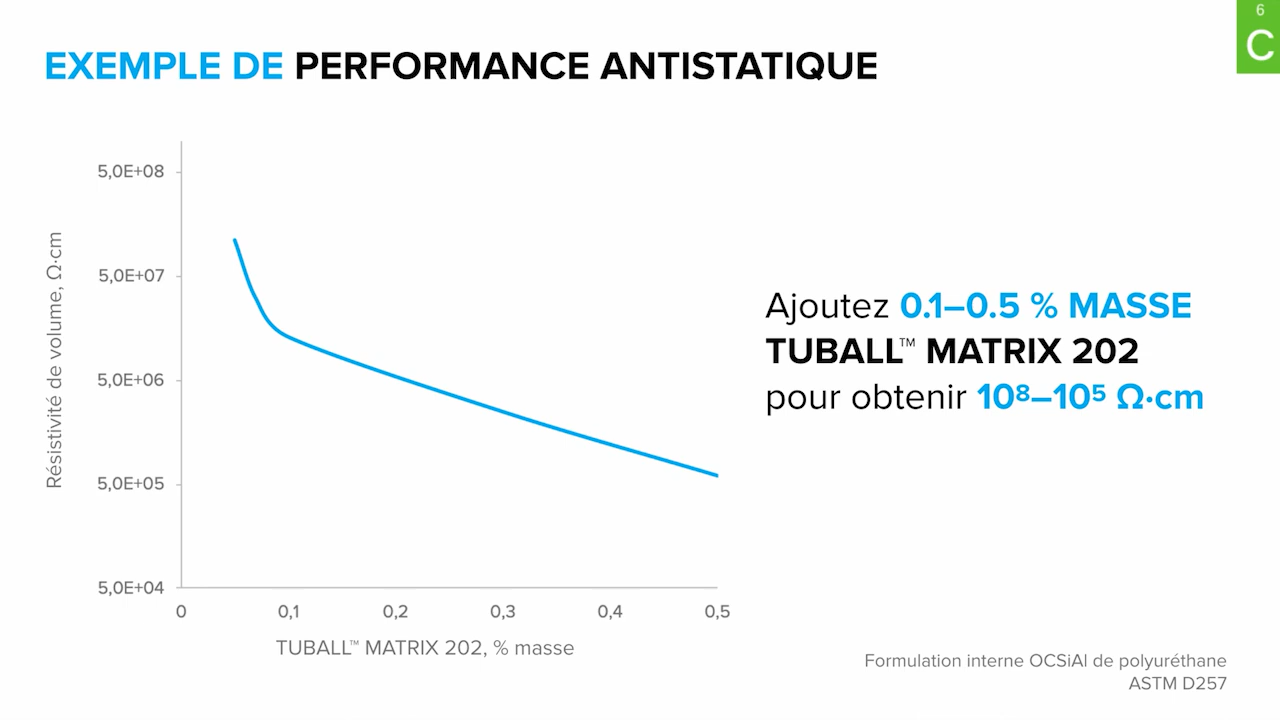 6
C
EXEMPLE DE PERFORMANCE ANTISTATIQUE
5,0E+08
5,0E+07
5,0E+06
5,0E+05
5,0E+04
Résistivité de volume, Ω·cm
0 0,1 0,2 0,3 0,4 0,5
TUBALL™ MATRIX 202, % masse
Ajoutez 0.1–0.5 % MASSE
TUBALL™ MATRIX 202
pour obtenir 10⁸–10⁵ Ω·cm
Formulation interne OCSiAl de polyuréthane
ASTM D257